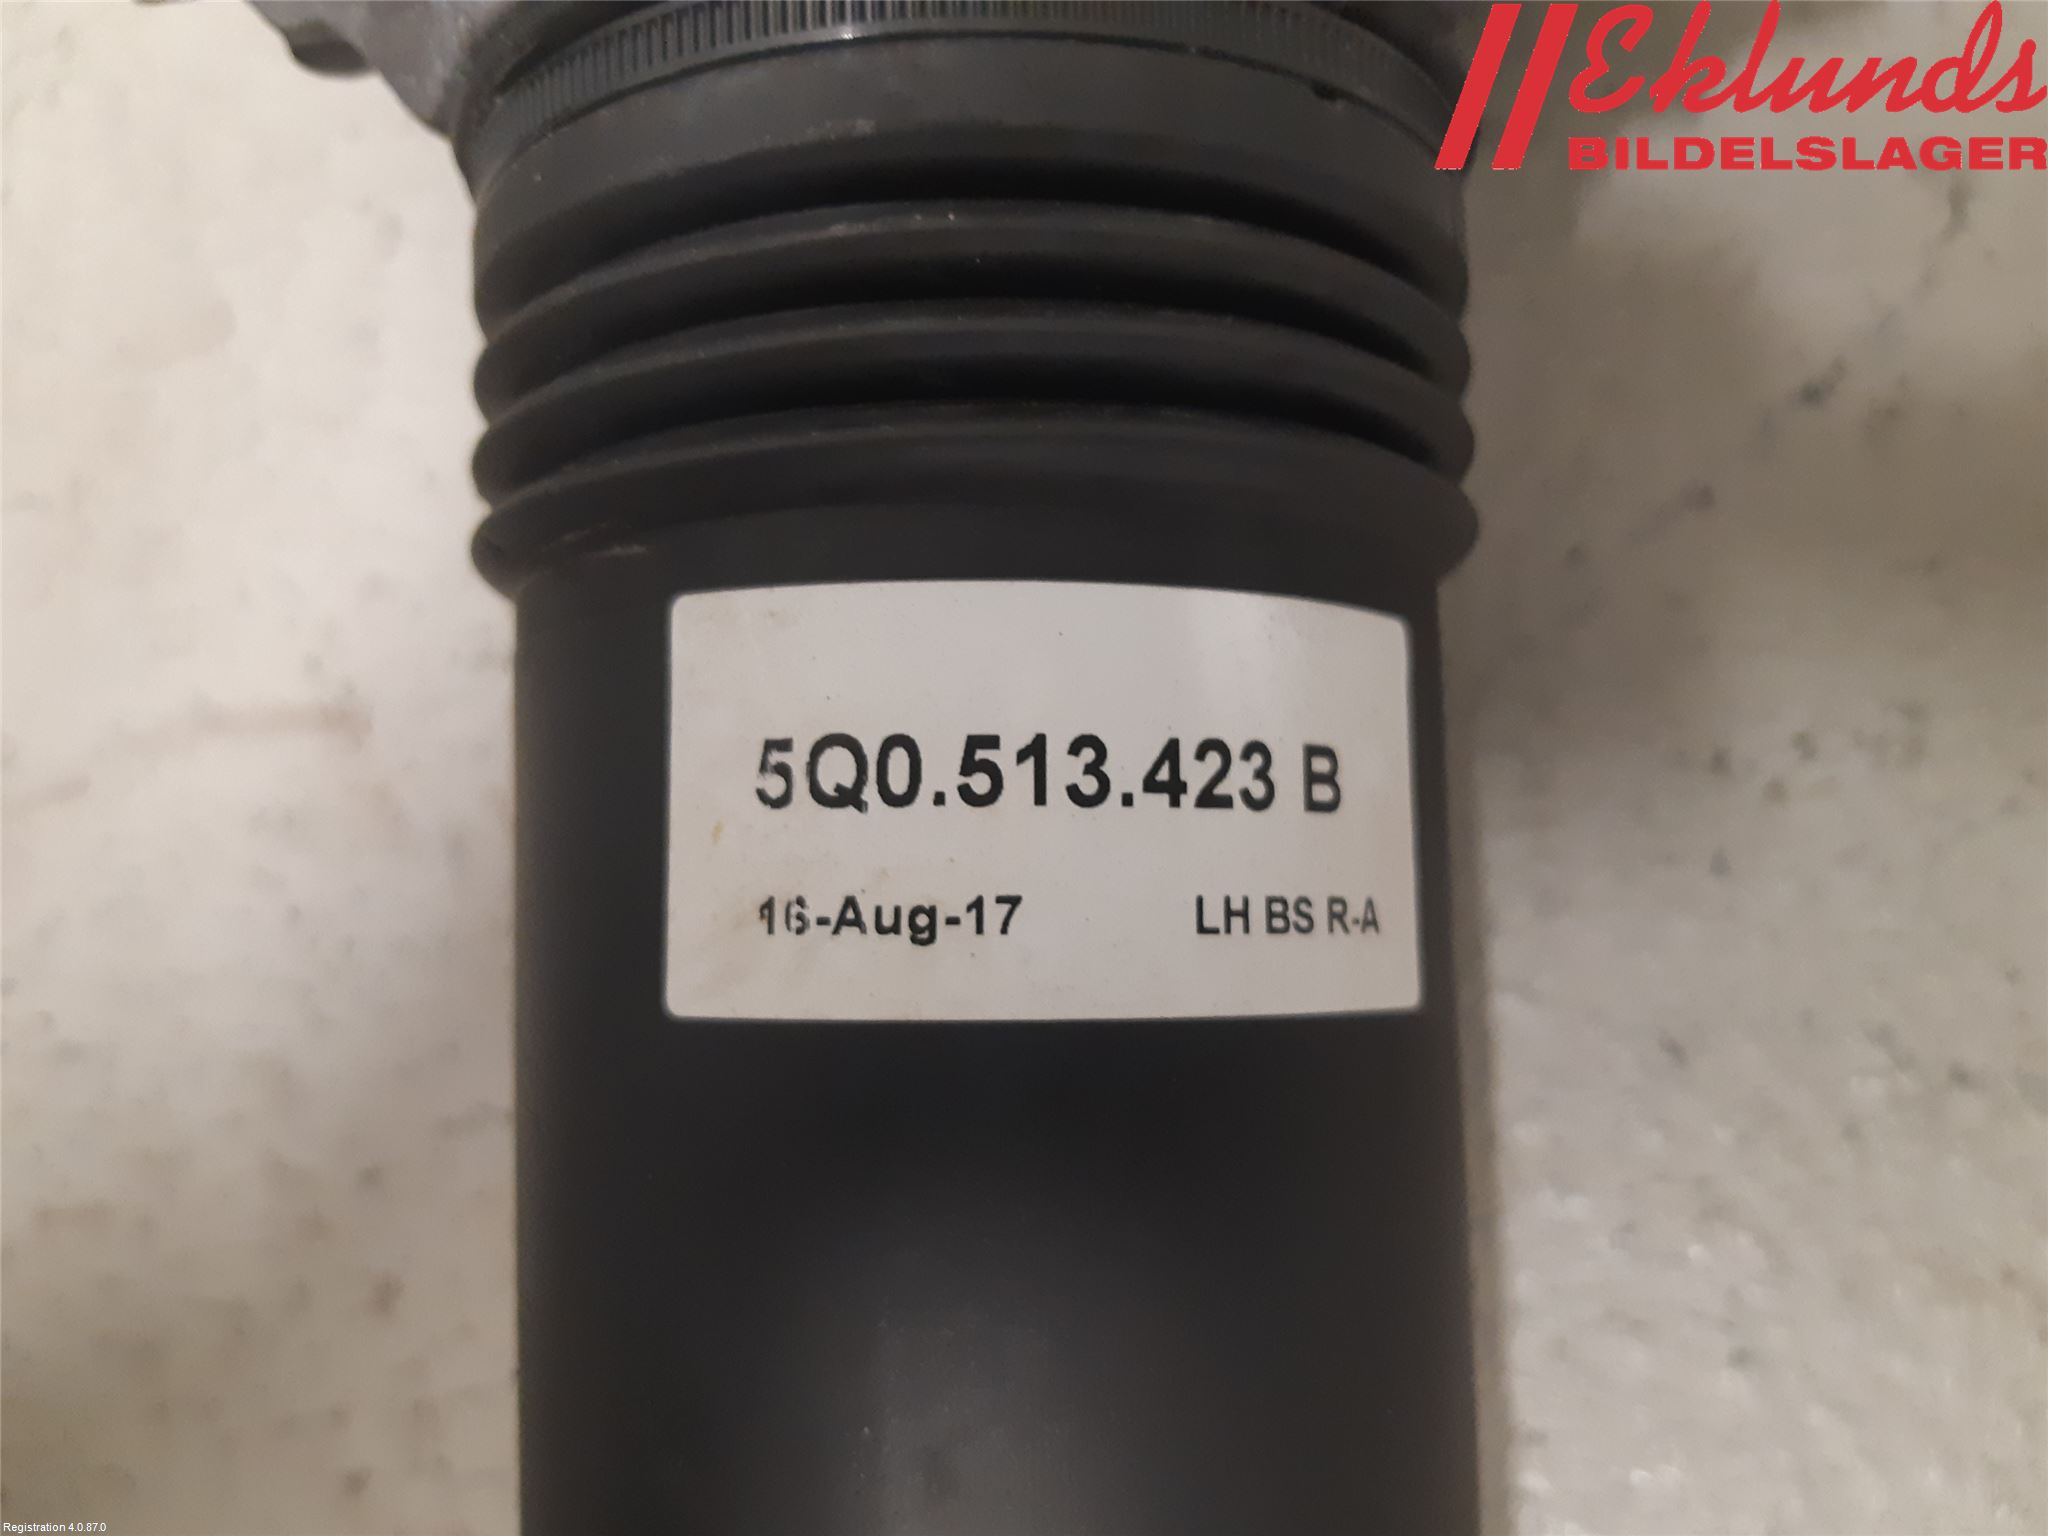 Eklunds
BILDELSLAGER
5Q0.513.423 B
16-Aug-17 LH BS R-A
Registration 4.0.87.0